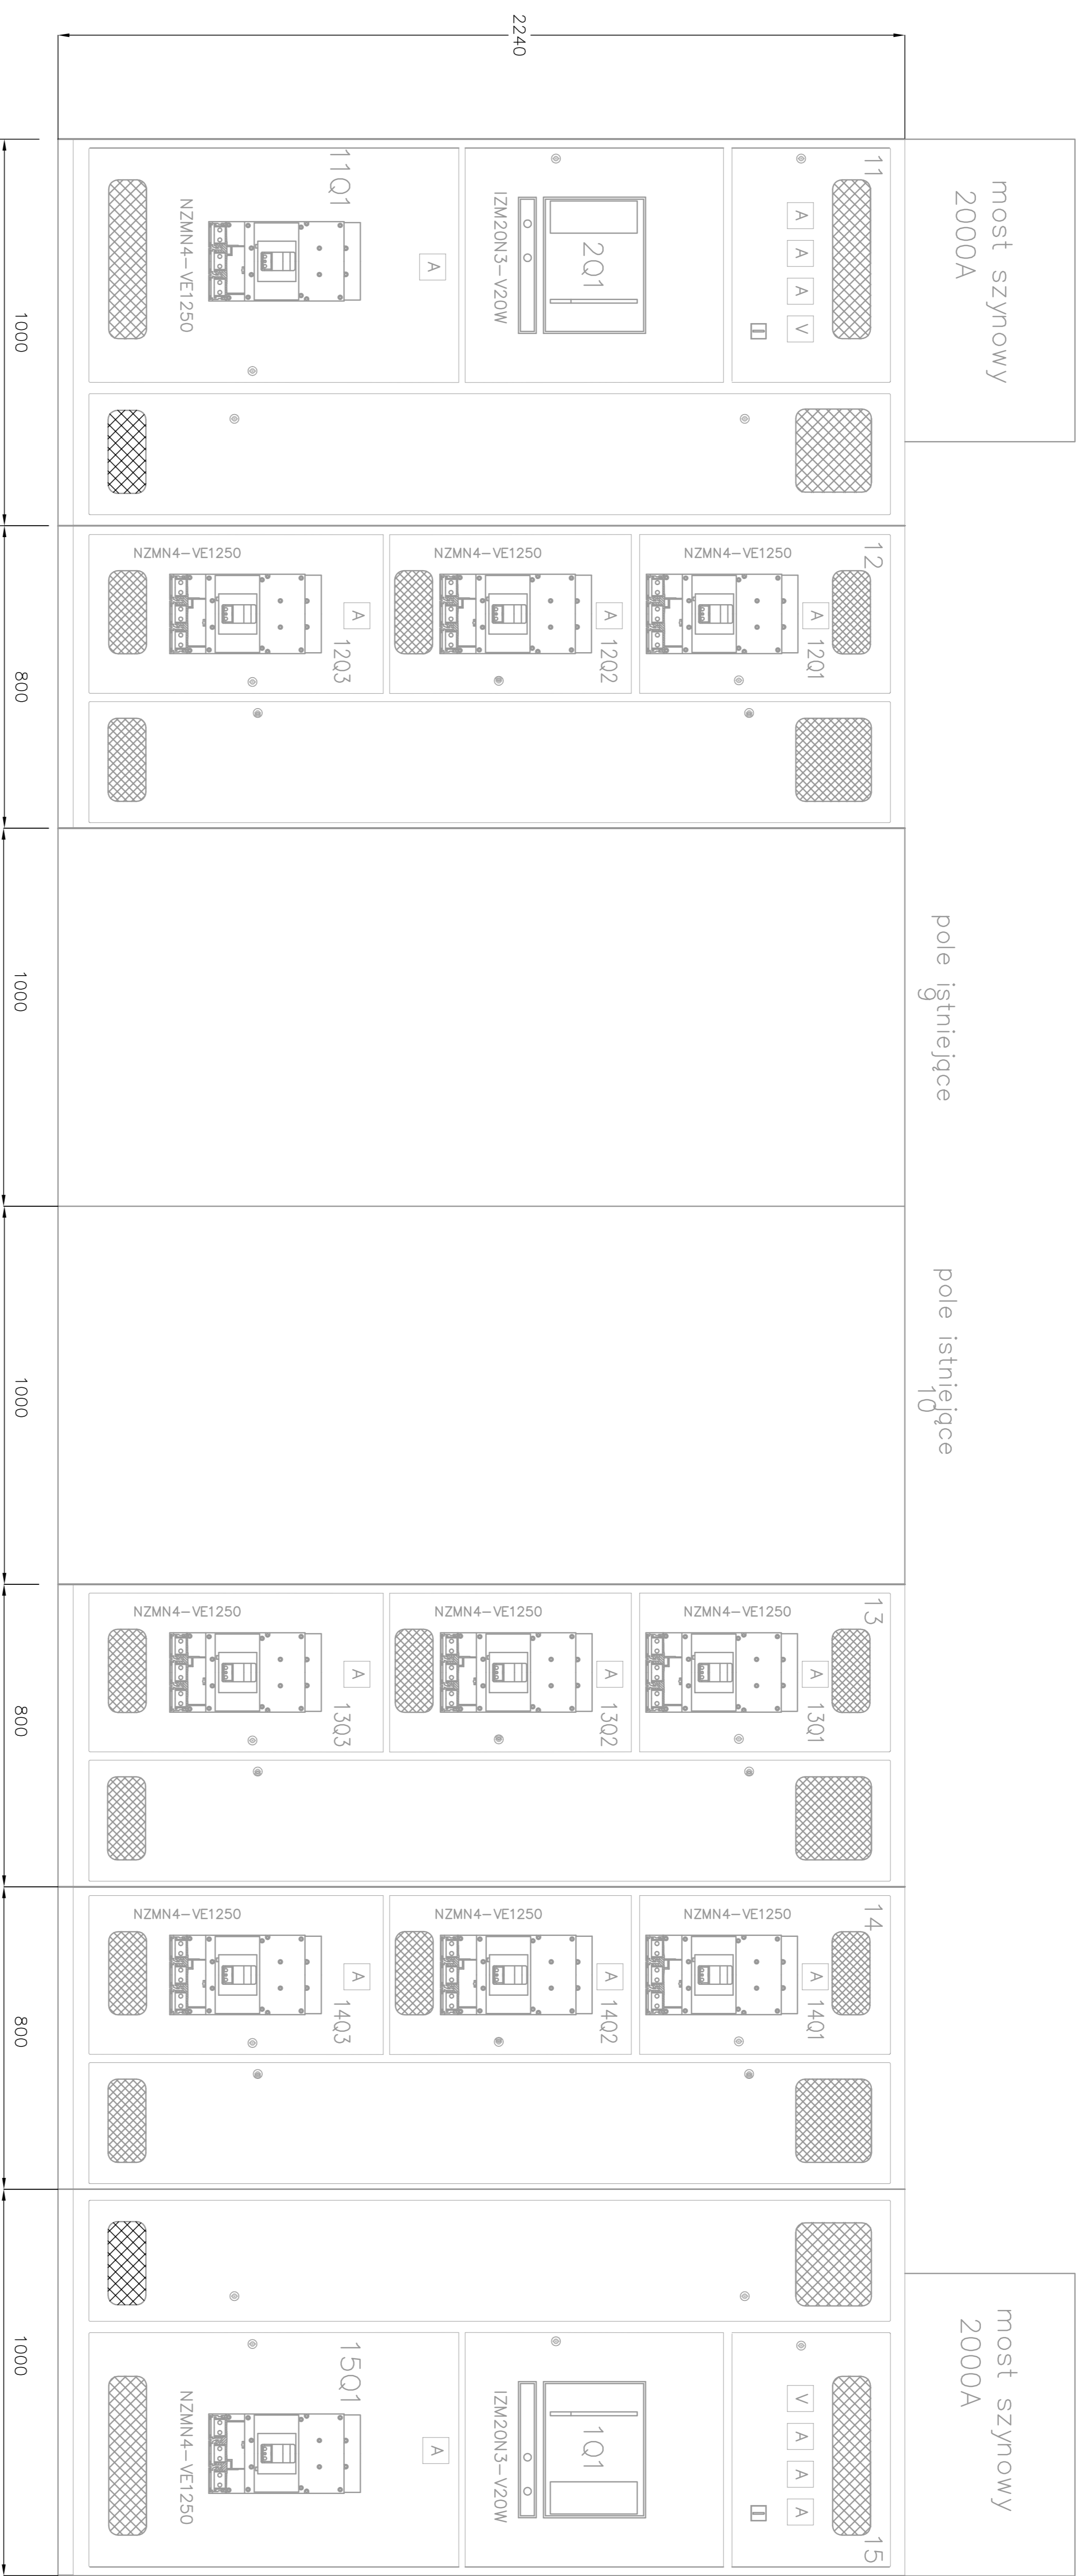 2240
most szynowy
2000A
11
A
A
A
V
2Q1
IZM20N3-V20W
A
11Q1
NZMN4-VE1250
1000
12
NZMN4-VE1250
A
12Q1
NZMN4-VE1250
A
12Q2
NZMN4-VE1250
A
12Q3
800
pole istniejące
9
1000
pole istniejące
10
1000
13
NZMN4-VE1250
A
13Q1
NZMN4-VE1250
A
13Q2
NZMN4-VE1250
A
13Q3
800
14
NZMN4-VE1250
A
14Q1
NZMN4-VE1250
A
14Q2
NZMN4-VE1250
A
14Q3
800
most szynowy
2000A
15
V
A
A
A
1Q1
IZM20N3-V20W
A
15Q1
NZMN4-VE1250
1000